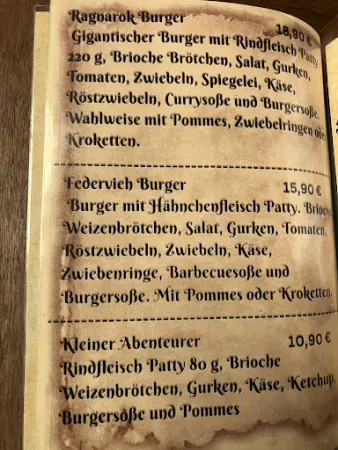 Ragnarok Burger 18,90 €
Gigantischer Burger mit Rindfleisch Patty
220 g, Brioche Brötchen, Salat, Gurken,
Tomaten, Zwiebeln, Spiegelei, Käse,
Röstzwiebeln, Currysoße und Burgersoße.
Wahlweise mit Pommes, Zwiebelringen oder
Kroketten.
Federvieh Burger 15,90 €
Burger mit Hähnchenfleisch Patty. Brioche
Weizenbrötchen, Salat, Gurken, Tomaten,
Röstzwiebeln, Zwiebeln, Käse,
Zwiebenringe, Barbecuesoße und
Burgersoße. Mit Pommes oder Kroketten.
Kleiner Abenteurer 10,90 €
Rindfleisch Patty 80 g, Brioche
Weizenbrötchen, Gurken, Käse, Ketchup,
Burgersoße und Pommes